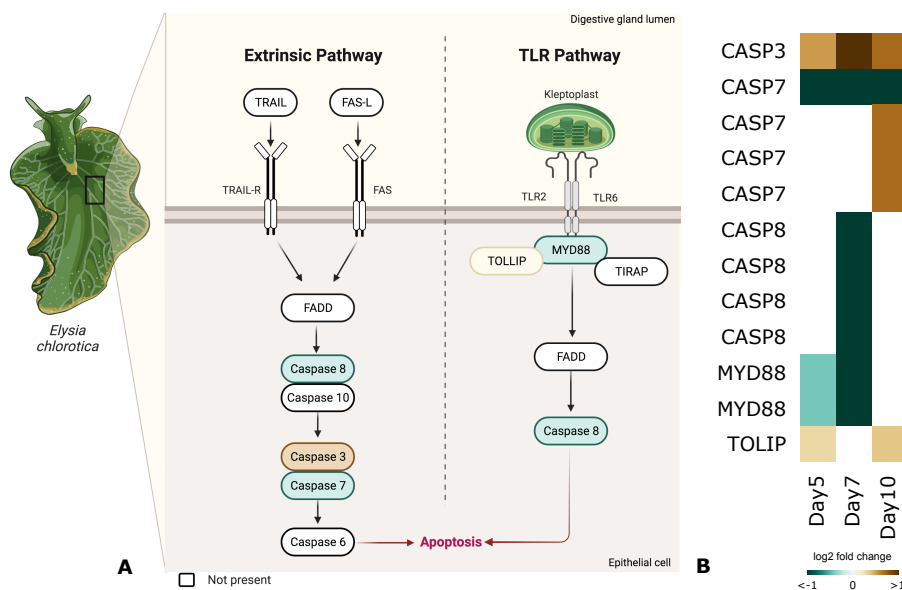 Digestive gland lumen
Extrinsic Pathway
TLR Pathway
TRAIL
FAS-L
Kleptoplast
TRAIL-R
FAS
TLR2
TLR6
MYD88
TOLLIP
TIRAP
FADD
FADD
Caspase 8
Caspase 10
Caspase 8
Caspase 3
Caspase 7
Caspase 6
Apoptosis
Epithelial cell
Elysia
chlorotica
A
Not present
CASP3
CASP7
CASP7
CASP7
CASP7
CASP8
CASP8
CASP8
CASP8
MYD88
MYD88
TOLIP
Day5
Day7
Day10
B
log2 fold change
<-1
0
>1